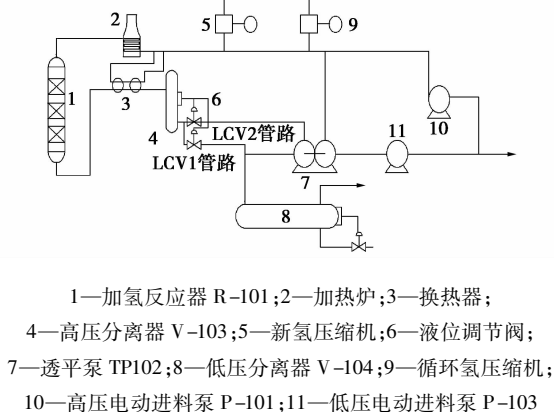 2
5
9
1
3
6
10
4
LCV2管路
11
LCV1管路
7
8
1—加氢反应器 R-101;2—加热炉;3—换热器;
4—高压分离器 V-103;5—新氢压缩机;6—液位调节阀;
7—透平泵 TP102;8—低压分离器 V-104;9—循环氢压缩机;
10—高压电动进料泵 P-101;11—低压电动进料泵 P-103